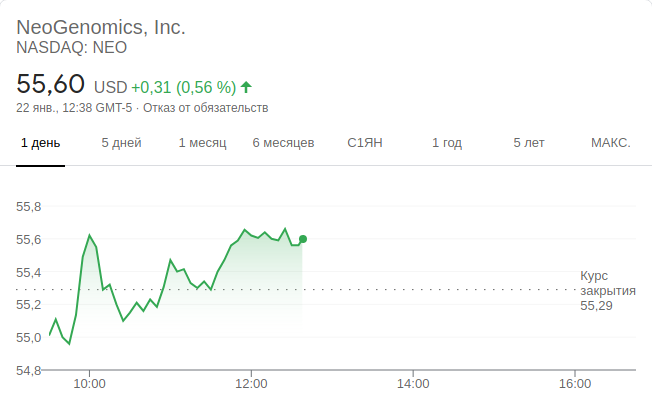 NeoGenomics, Inc.
NASDAQ: NEO
55,60 USD +0,31 (0,56 %)
22 янв., 12:38 GMT-5 · Отказ от обязательств
1 день 5 дней 1 месяц 6 месяцев С1ЯН 1 год 5 лет МАКС.
55,8
55,6
55,4
Курс
закрытия
55,29
55,2
55,0
54,8
10:00 12:00 14:00 16:00